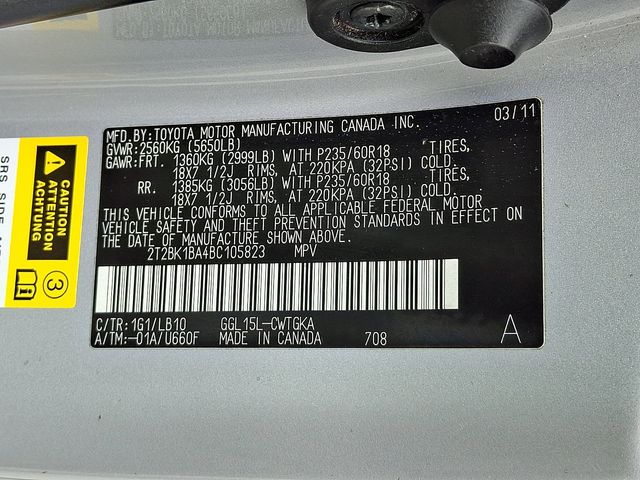 MFD.BY:TOYOTA MOTOR MANUFACTURING CANADA INC. 03/11
GVWR:2560KG (5650LB)
GAWR:FRT. 1360KG (2999LB) WITH P235/60R18 TIRES,
18X7 1/2J RIMS, AT 220KPA (32PSI) COLD.
RR. 1385KG (3056LB) WITH P235/60R18 TIRES,
18X7 1/2J RIMS, AT 220KPA (32PSI) COLD.
THIS VEHICLE CONFORMS TO ALL APPLICABLE FEDERAL MOTOR
VEHICLE SAFETY AND THEFT PREVENTION STANDARDS IN EFFECT ON
THE DATE OF MANUFACTURE SHOWN ABOVE.
2T2BK1BA4BC105823 MPV
C/TR:1G1/LB10 GGL15L-CWTGKA
A/TM:-01A/U660F MADE IN CANADA 708 A
CAUTION
ATTENTION
ACHTUNG
3
SRS SIDE